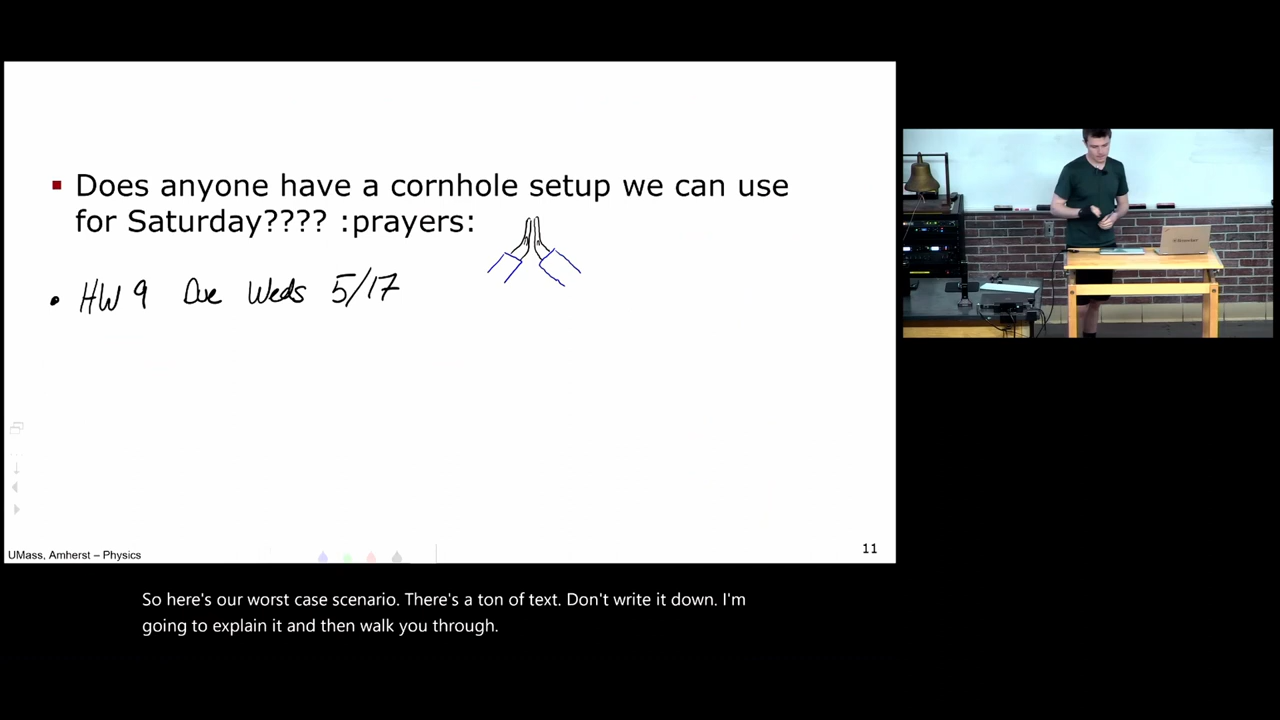 Does anyone have a cornhole setup we can use
for Saturday???? :prayers:
HW 9 Due Weds 5/17
UMass, Amherst – Physics
11
So here's our worst case scenario. There's a ton of text. Don't write it down. I'm
going to explain it and then walk you through.